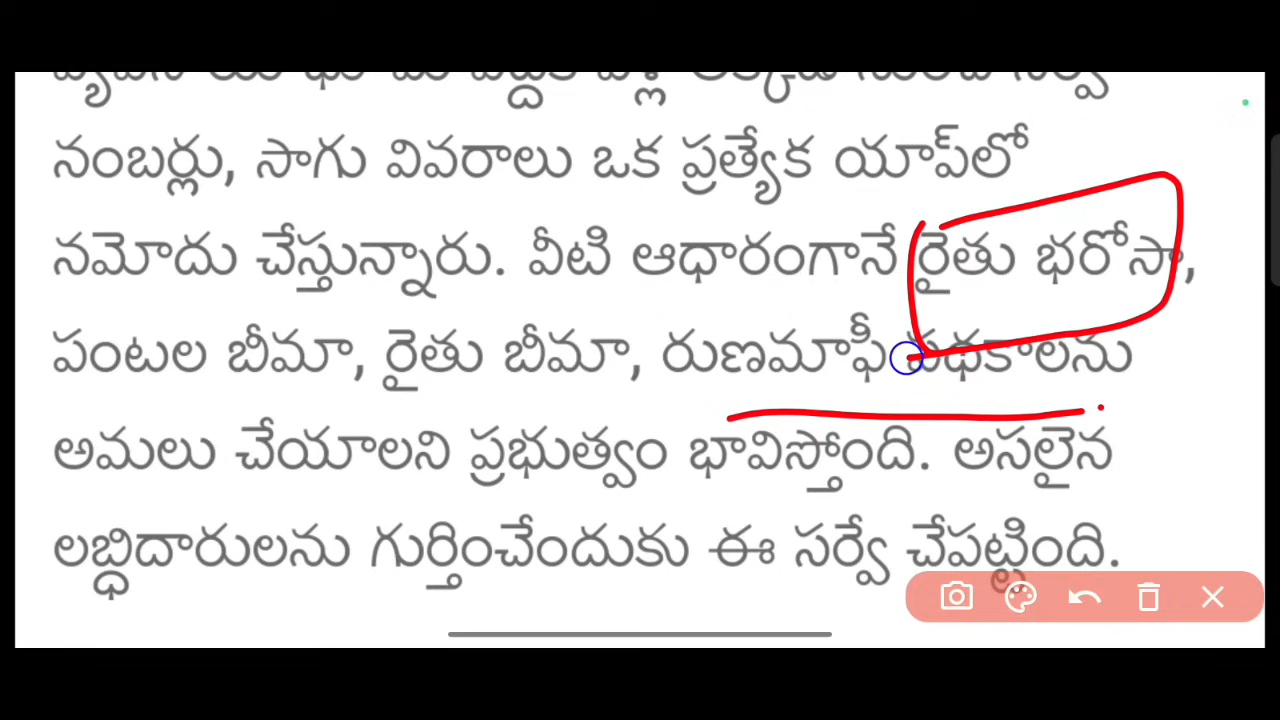 నంబర్లు, సాగు వివరాలు ఒక ప్రత్యేక యాప్‌లో
నమోదు చేస్తున్నారు. వీటి ఆధారంగానే రైతు భరోసా,
పంటల బీమా, రైతు బీమా, రుణమాఫీ పథకాలను
అమలు చేయాలని ప్రభుత్వం భావిస్తోంది. అసలైన
లబ్ధిదారులను గుర్తించేందుకు ఈ సర్వే చేపట్టింది.